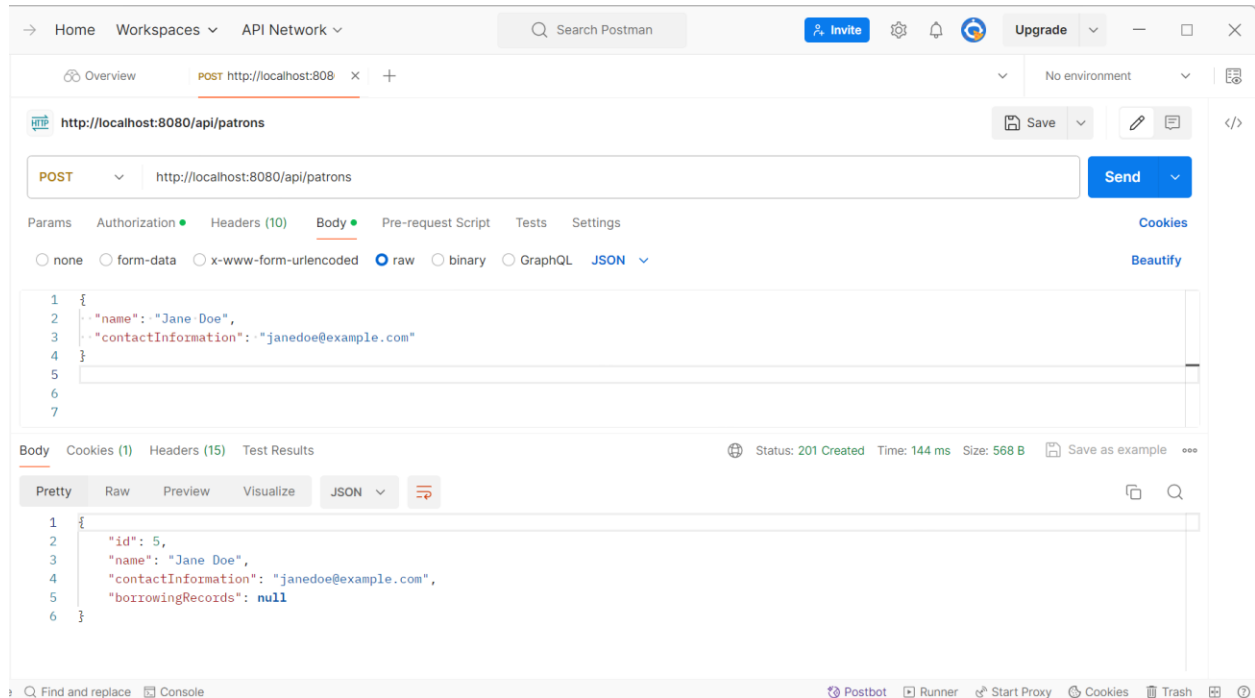 Home Workspaces API Network Search Postman Invite Upgrade
Overview POST http://localhost:808 No environment
HTTP http://localhost:8080/api/patrons Save
POST http://localhost:8080/api/patrons Send
Params Authorization Headers (10) Body Pre-request Script Tests Settings Cookies
none form-data x-www-form-urlencoded raw binary GraphQL JSON Beautify
1 {
2 "name": "Jane Doe",
3 "contactInformation": "janedoe@example.com"
4 }
5
6
7
Body Cookies (1) Headers (15) Test Results Status: 201 Created Time: 144 ms Size: 568 B Save as example
Pretty Raw Preview Visualize JSON
1 {
2 "id": 5,
3 "name": "Jane Doe",
4 "contactInformation": "janedoe@example.com",
5 "borrowingRecords": null
6 }
Find and replace Console Postbot Runner Start Proxy Cookies Trash